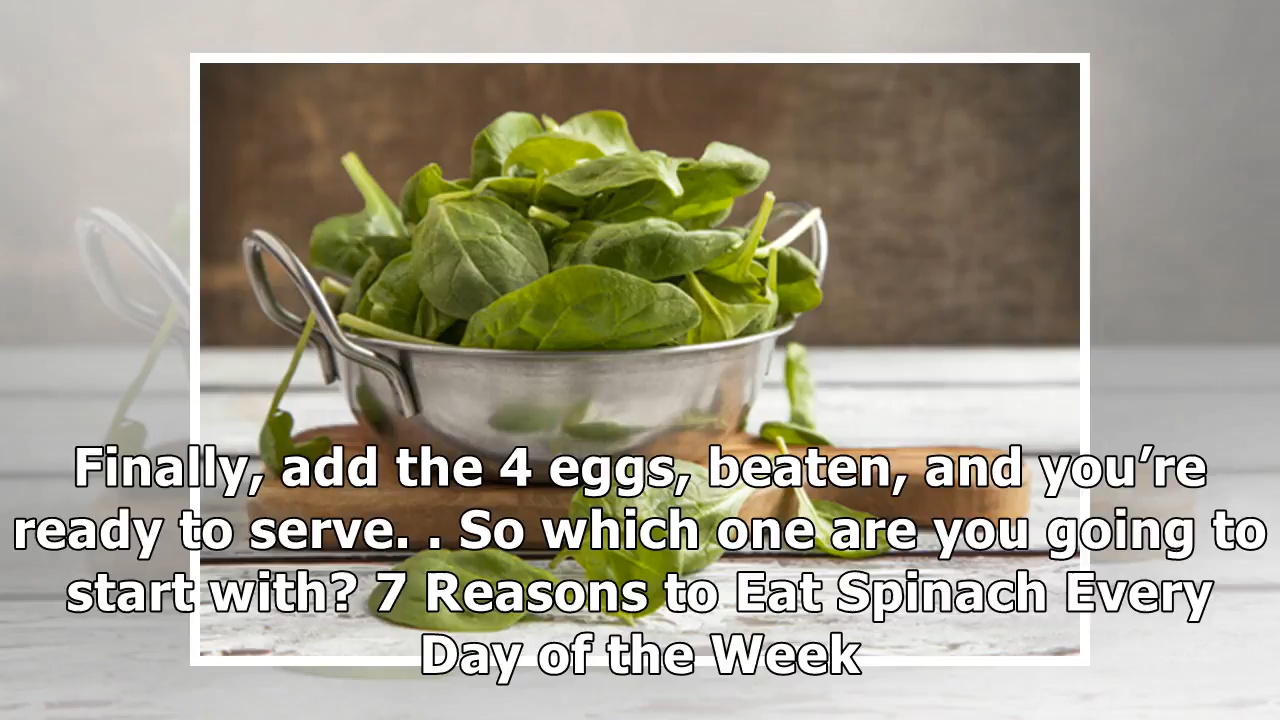 Finally, add the 4 eggs, beaten, and you’re
ready to serve. . So which one are you going to
start with? 7 Reasons to Eat Spinach Every
Day of the Week